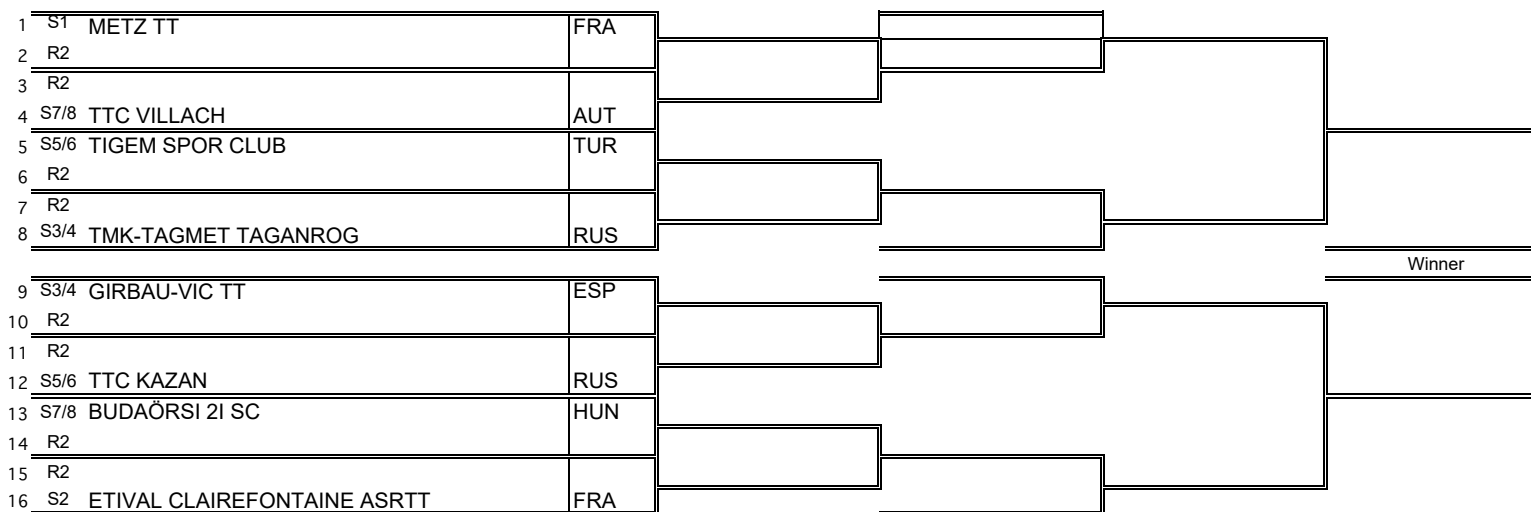 1 S1 METZ TT FRA
2 R2
3 R2
4 S7/8 TTC VILLACH AUT
5 S5/6 TIGEM SPOR CLUB TUR
6 R2
7 R2
8 S3/4 TMK-TAGMET TAGANROG RUS
Winner
9 S3/4 GIRBAU-VIC TT ESP
10 R2
11 R2
12 S5/6 TTC KAZAN RUS
13 S7/8 BUDAÖRSI 2I SC HUN
14 R2
15 R2
16 S2 ETIVAL CLAIREFONTAINE ASRTT FRA